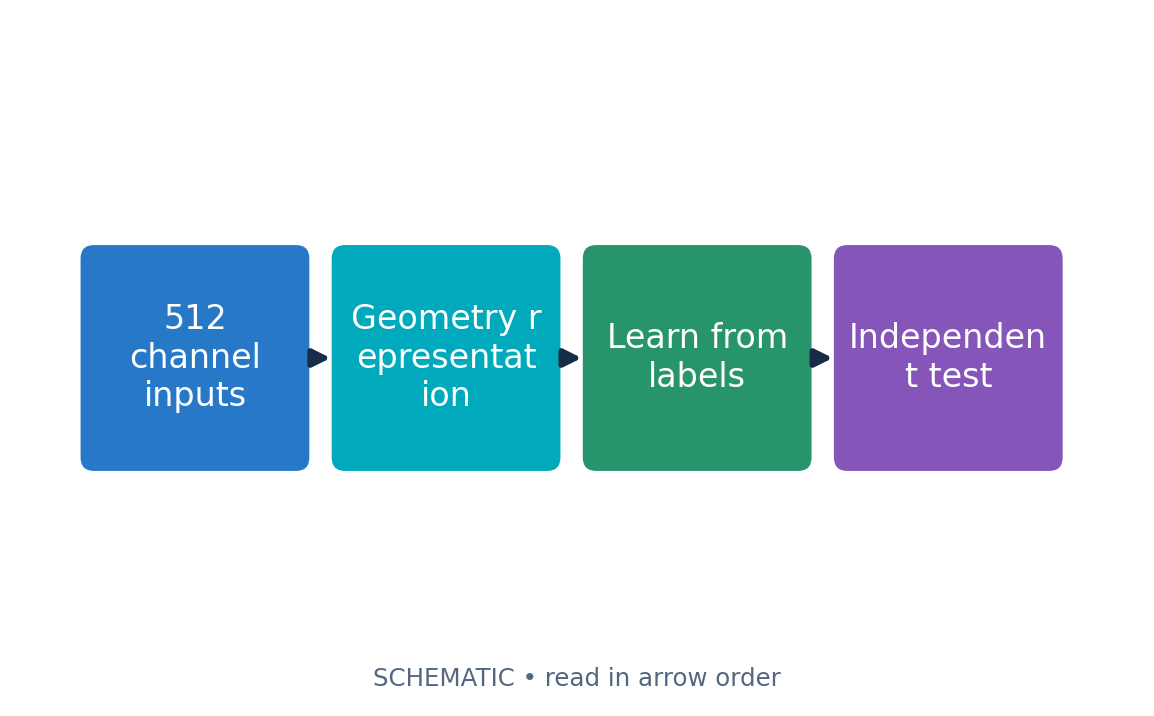 512
channel
inputs
Geometry r
epresentat
ion
Learn from
labels
Independen
t test
SCHEMATIC • read in arrow order